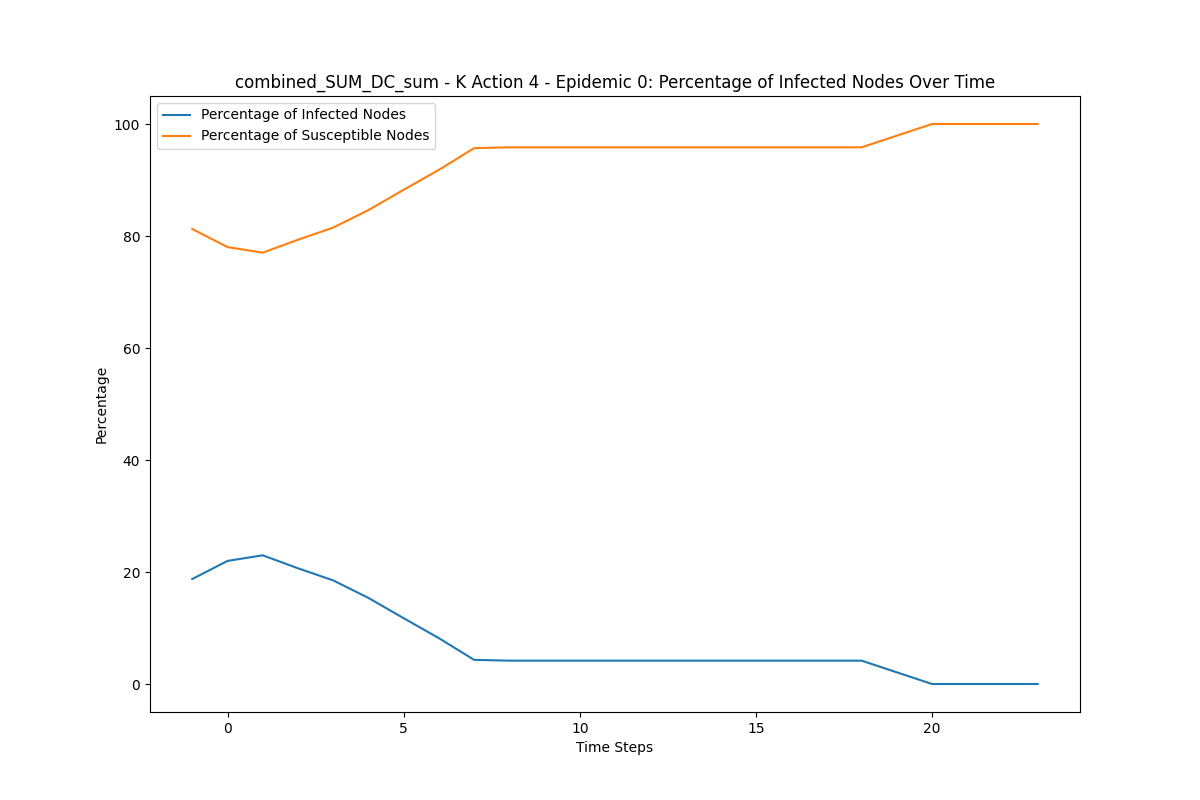 combined_SUM_DC_sum - K Action 4 - Epidemic 0: Percentage of Infected Nodes Over Time
Percentage of Infected Nodes
Percentage of Susceptible Nodes
100
80
60
40
20
0
Percentage
0 5 10 15 20
Time Steps